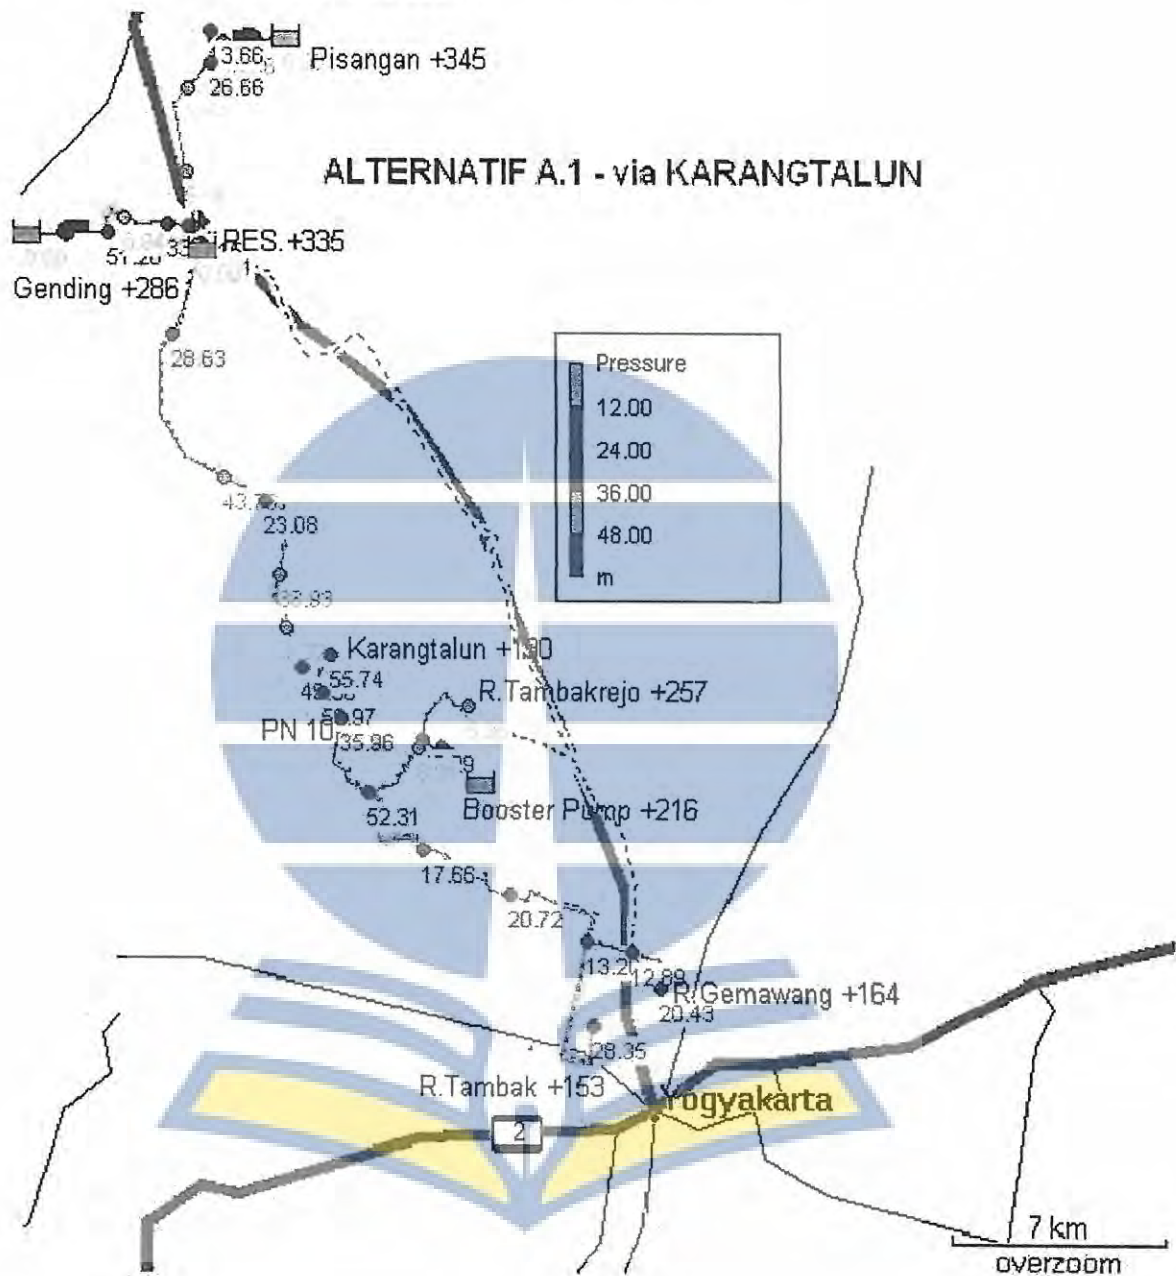 13.66
Pisangan +345
26.66
ALTERNATIF A.1 - via KARANGTALUN
RES. +335
51.20
Gending +286
28.63
Pressure
12.00
24.00
36.00
48.00
m
23.08
Karangtalun
55.74
R.Tambakrejo +257
PN 10
35.96
Booster Pump +216
52.31
17.66
20.72
12.89
R.Gemawang +164
20.43
28.35
R.Tambak +153
Yogyakarta
2
7 km
overzoom